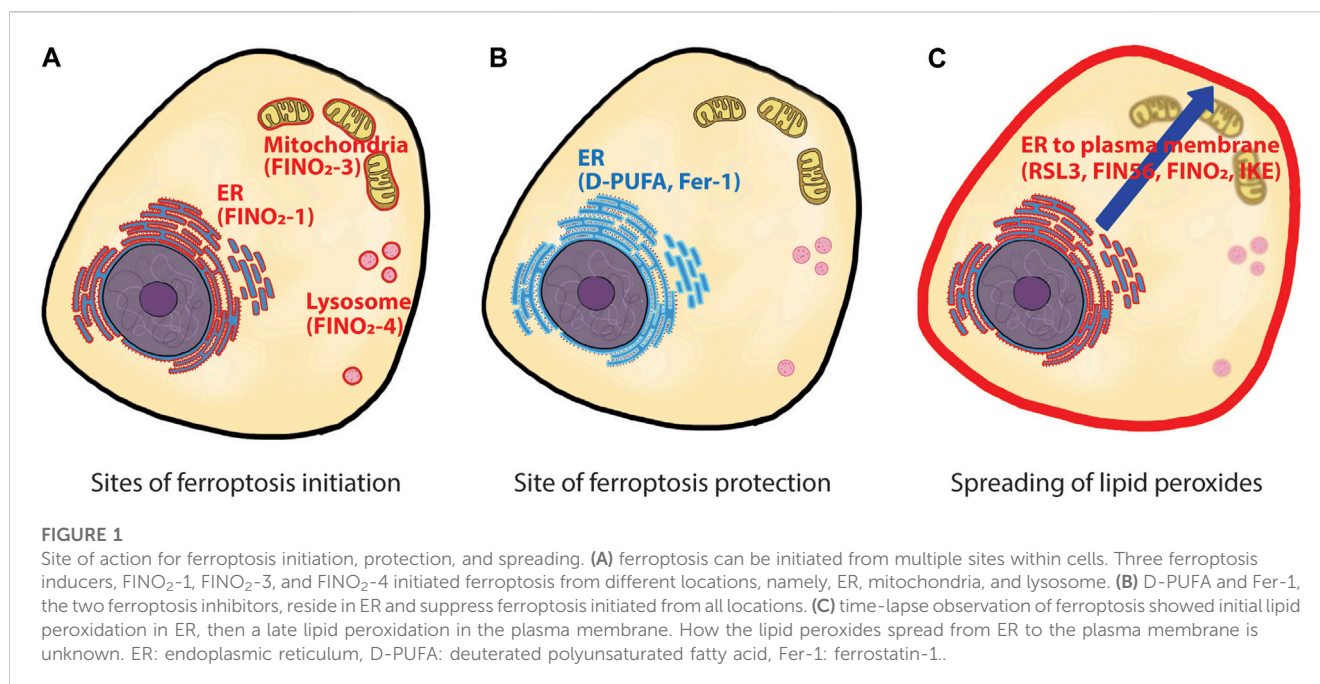 A
Mitochondria
(FINO₂-3)
ER
(FINO₂-1)
Lysosome
(FINO₂-4)
Sites of ferroptosis initiation
B
ER
(D-PUFA, Fer-1)
Site of ferroptosis protection
C
ER to plasma membrane
(RSL3, FIN56, FINO₂, IKE)
Spreading of lipid peroxides
FIGURE 1
Site of action for ferroptosis initiation, protection, and spreading. (A) ferroptosis can be initiated from multiple sites within cells. Three ferroptosis
inducers, FINO₂-1, FINO₂-3, and FINO₂-4 initiated ferroptosis from different locations, namely, ER, mitochondria, and lysosome. (B) D-PUFA and Fer-1,
the two ferroptosis inhibitors, reside in ER and suppress ferroptosis initiated from all locations. (C) time-lapse observation of ferroptosis showed initial lipid
peroxidation in ER, then a late lipid peroxidation in the plasma membrane. How the lipid peroxides spread from ER to the plasma membrane is
unknown. ER: endoplasmic reticulum, D-PUFA: deuterated polyunsaturated fatty acid, Fer-1: ferrostatin-1..